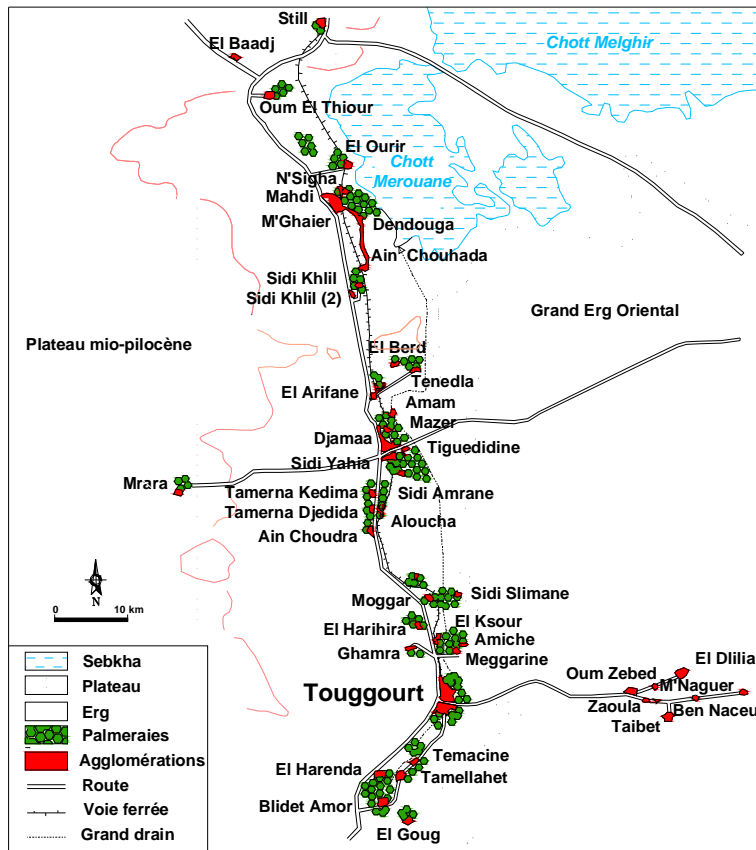 Still
El Baadj
Chott Melghir
Oum El Thiour
El Ourir
Chott
Merouane
N'Sigha
Mahdi
M'Ghaier
Dendouga
Ain Chouhada
Sidi Khlil
Sidi Khlil (2)
Grand Erg Oriental
Plateau mio-pilocène
El Berd
Tenedla
El Arifane
Amam
Mazer
Djamaa
Tiguedidine
Sidi Yahia
Mrara
Tamerna Kedima
Sidi Amrane
Tamerna Djedida
Aloucha
Ain Choudra
N
0 10 km
Moggar
Sidi Slimane
El Harihira
El Ksour
Amiche
Ghamra
Meggarine
Touggourt
Oum Zebed
El Dlilia
M'Naguer
Zaoula
Ben Naceu
Taibet
Temacine
El Harenda
Tamellahet
Blidet Amor
El Goug
Sebkha
Plateau
Erg
Palmeraies
Agglomérations
Route
Voie ferrée
Grand drain